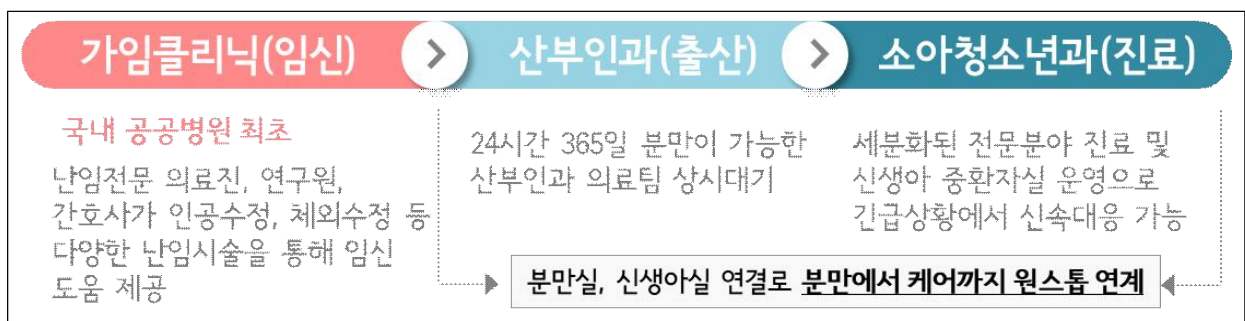 가임클리닉(임신) > 산부인과(출산) > 소아청소년과(진료)
국내 공공병원 최초
난임전문 의료진, 연구원,
간호사가 인공수정, 체외수정 등
다양한 난임시술을 통해 임신
도움 제공
24시간 365일 분만이 가능한
산부인과 의료팀 상시대기
세분화된 전문분야 진료 및
신생아 중환자실 운영으로
긴급상황에서 신속대응 가능
분만실, 신생아실 연결로 분만에서 케어까지 원스톱 연계